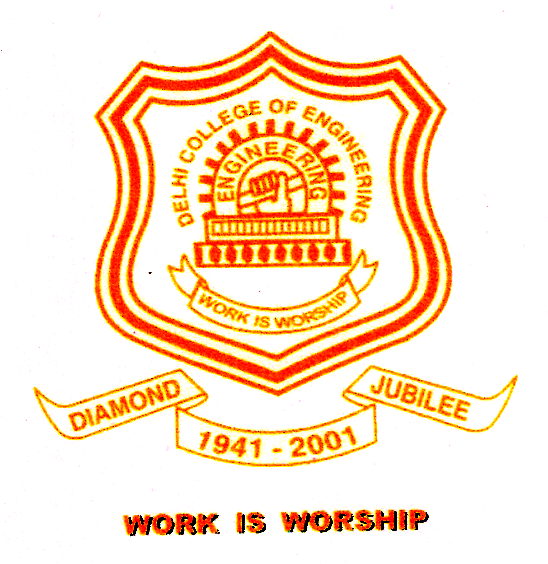 DELHI COLLEGE OF ENGINEERING
ENGINEERING
WORK IS WORSHIP
DIAMOND JUBILEE
1941 - 2001
WORK IS WORSHIP